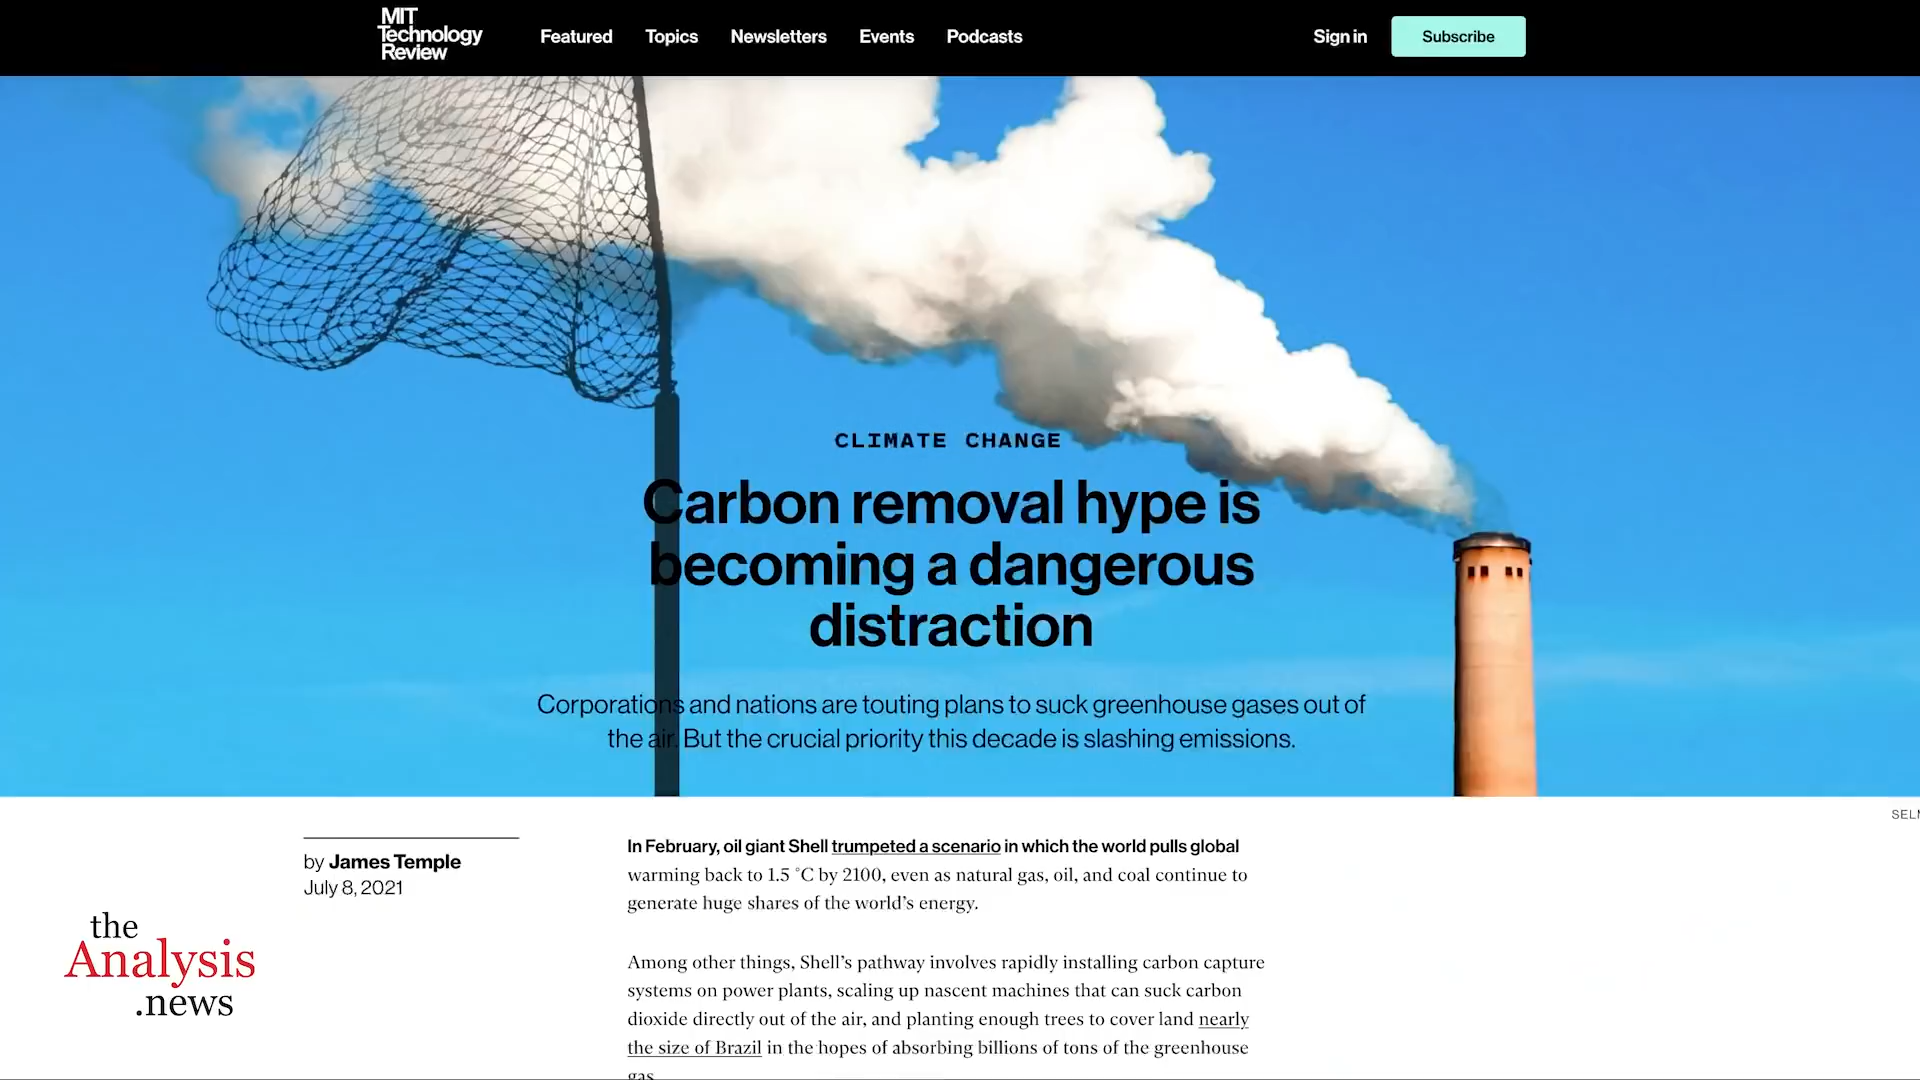 MIT
Technology
Review
Featured
Topics
Newsletters
Events
Podcasts
Sign in
Subscribe
CLIMATE CHANGE
Carbon removal hype is
becoming a dangerous
distraction
Corporations and nations are touting plans to suck greenhouse gases out of
the air. But the crucial priority this decade is slashing emissions.
by James Temple
July 8, 2021
In February, oil giant Shell trumpeted a scenario in which the world pulls global
warming back to 1.5 °C by 2100, even as natural gas, oil, and coal continue to
generate huge shares of the world’s energy.
Among other things, Shell’s pathway involves rapidly installing carbon capture
systems on power plants, scaling up nascent machines that can suck carbon
dioxide directly out of the air, and planting enough trees to cover land nearly
the size of Brazil in the hopes of absorbing billions of tons of the greenhouse
gas.
the
Analysis
.news